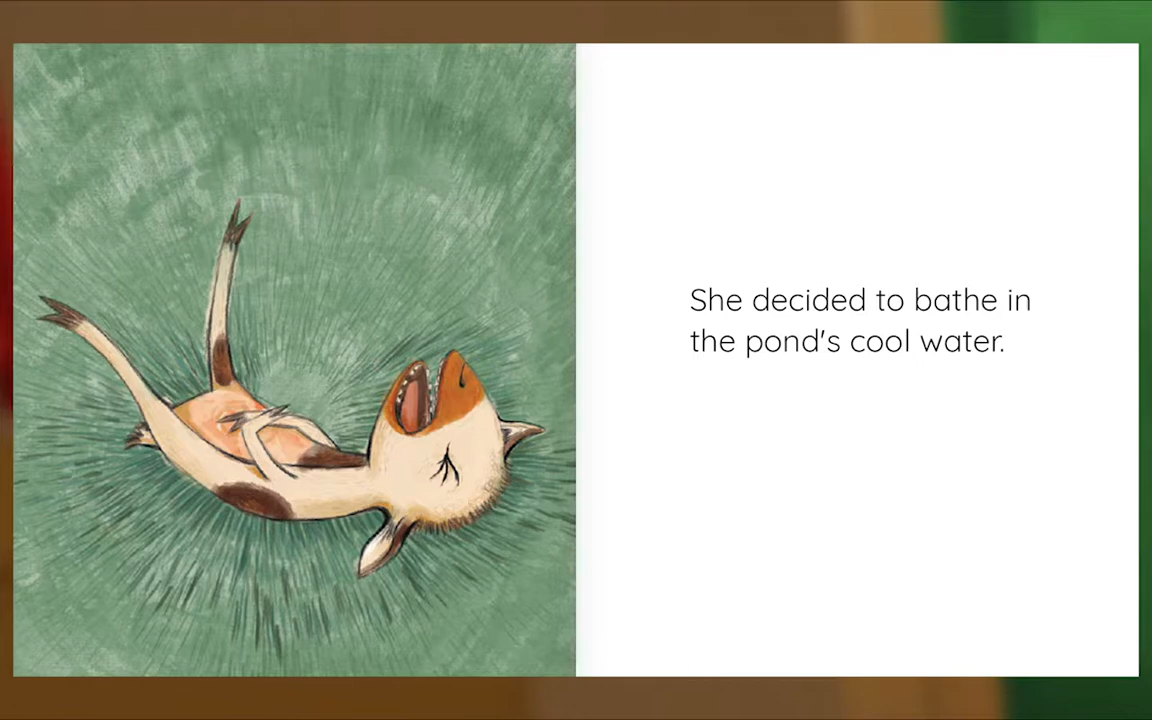 She decided to bathe in
the pond's cool water.